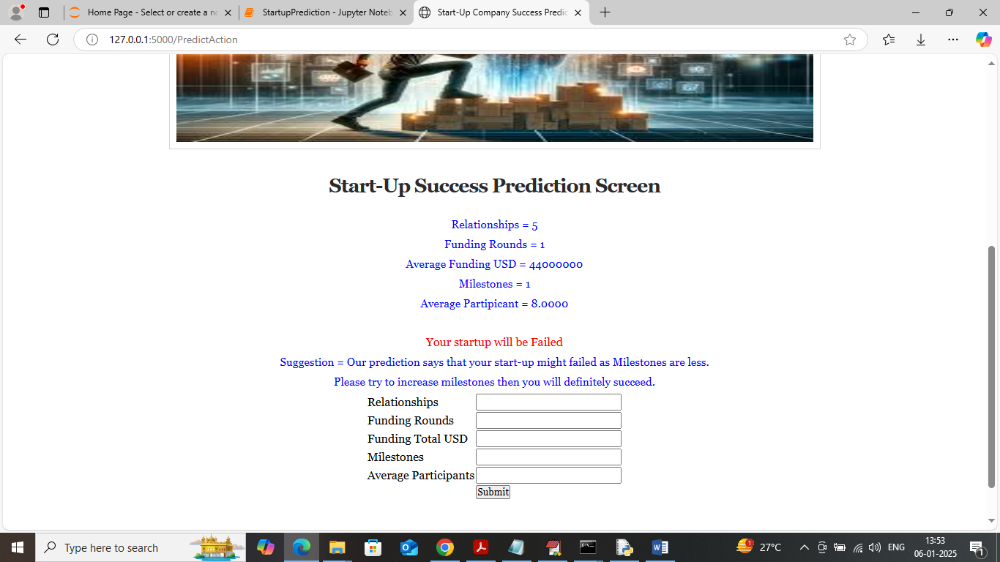 Home Page - Select or create a no
StartupPrediction - Jupyter Noteb
Start-Up Company Success Predic
127.0.0.1:5000/PredictAction
Start-Up Success Prediction Screen
Relationships = 5
Funding Rounds = 1
Average Funding USD = 44000000
Milestones = 1
Average Partipicant = 8.0000
Your startup will be Failed
Suggestion = Our prediction says that your start-up might failed as Milestones are less.
Please try to increase milestones then you will definitely succeed.
Relationships
Funding Rounds
Funding Total USD
Milestones
Average Participants
Submit
Type here to search
1
27°C
ENG
13:53
06-01-2025
1